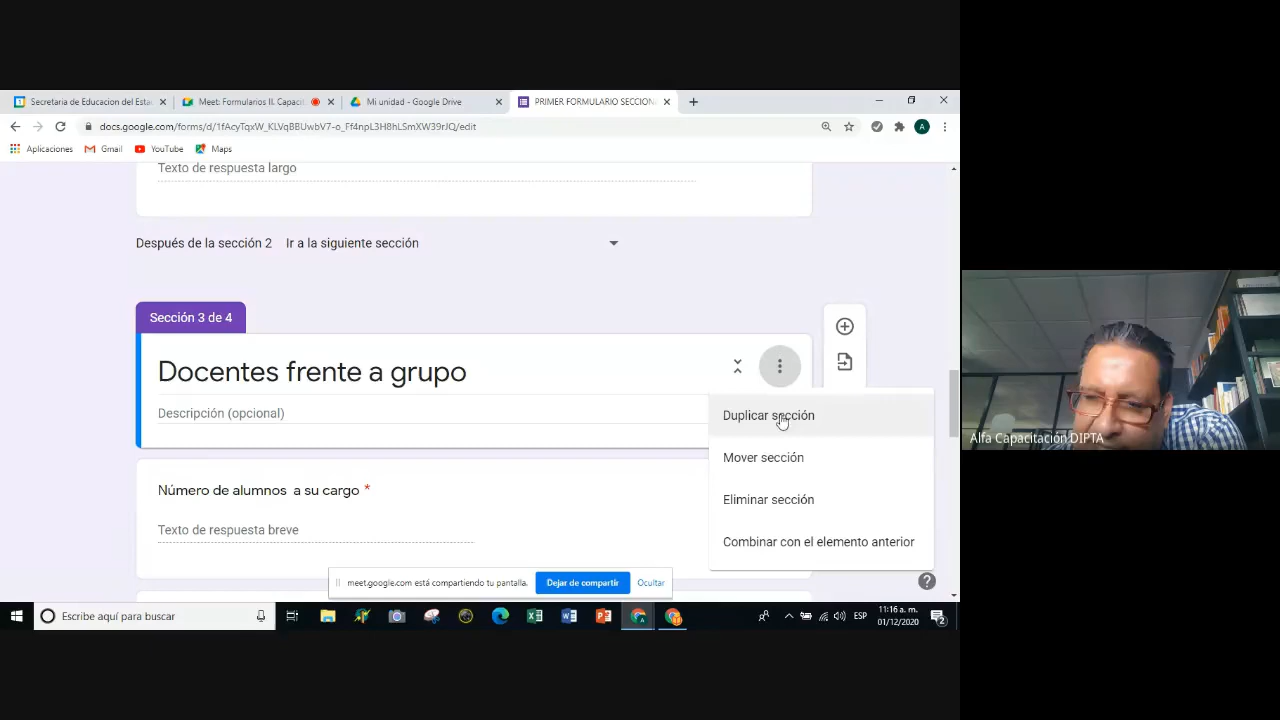 Secretaria de Educacion del Esta
Meet: Formularios II. Capaci
Mi unidad - Google Drive
PRIMER FORMULARIO SECCION
docs.google.com/forms/d/1fAcyTqxW_KLVqBBUwbV7-o_Ff4npL3H8hLSmXW39rJQ/edit
A
Aplicaciones
Gmail
YouTube
Maps
Texto de respuesta largo
Después de la sección 2
Ir a la siguiente sección
Sección 3 de 4
Docentes frente a grupo
Descripción (opcional)
Duplicar sección
Mover sección
Eliminar sección
Combinar con el elemento anterior
Número de alumnos a su cargo *
Texto de respuesta breve
meet.google.com está compartiendo tu pantalla.
Dejar de compartir
Ocultar
Escribe aquí para buscar
ESP
11:16 a. m.
01/12/2020
2
Alfa Capacitación DIPTA